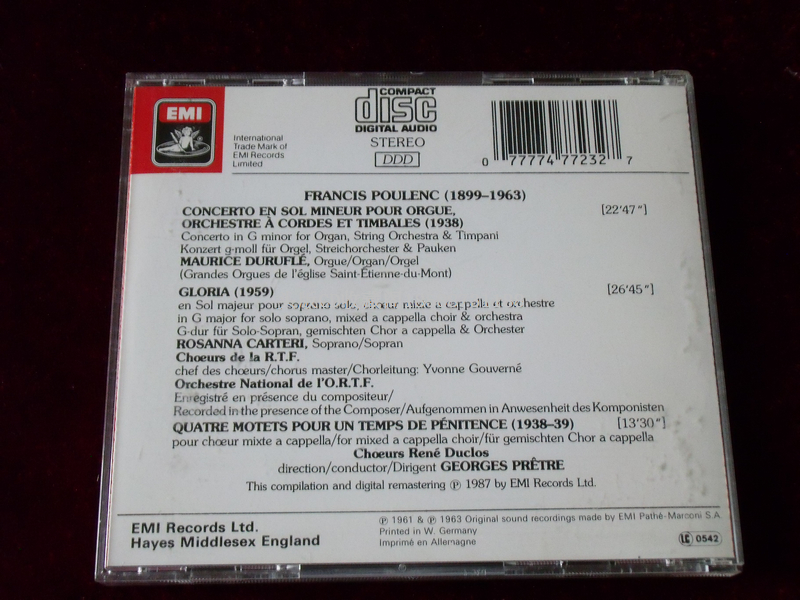 EMI
International
Trade Mark of
EMI Records
Limited
COMPACT
disc
DIGITAL AUDIO
STEREO
DDD
0 77774 77232 7
FRANCIS POULENC (1899–1963)
CONCERTO EN SOL MINEUR POUR ORGUE, [22'47"]
ORCHESTRE À CORDES ET TIMBALES (1938)
Concerto in G minor for Organ, String Orchestra & Timpani
Konzert g-moll für Orgel, Streichorchester & Pauken
MAURICE DURUFLÉ, Orgue/Organ/Orgel
(Grandes Orgues de l'église Saint-Étienne-du-Mont)
GLORIA (1959) [26'45"]
en Sol majeur pour soprano solo, chœur mixte a cappella et orchestre
in G major for solo soprano, mixed a cappella choir & orchestra
G-dur für Solo-Sopran, gemischten Chor a cappella & Orchester
ROSANNA CARTERI, Soprano/Sopran
Chœurs de la R.T.F.
chef des chœurs/chorus master/Chorleitung: Yvonne Gouverné
Orchestre National de l'O.R.T.F.
Enregistré en présence du compositeur/
Recorded in the presence of the Composer/Aufgenommen in Anwesenheit des Komponisten
QUATRE MOTETS POUR UN TEMPS DE PÉNITENCE (1938–39) [13'30"]
pour chœur mixte a cappella/for mixed a cappella choir/für gemischten Chor a cappella
Chœurs René Duclos
direction/conductor/Dirigent GEORGES PRÊTRE
This compilation and digital remastering ℗ 1987 by EMI Records Ltd.
EMI Records Ltd.
Hayes Middlesex England
℗ 1961 & ℗ 1963 Original sound recordings made by EMI Pathé-Marconi S.A.
Printed in W. Germany
Imprimé en Allemagne
LC 0542